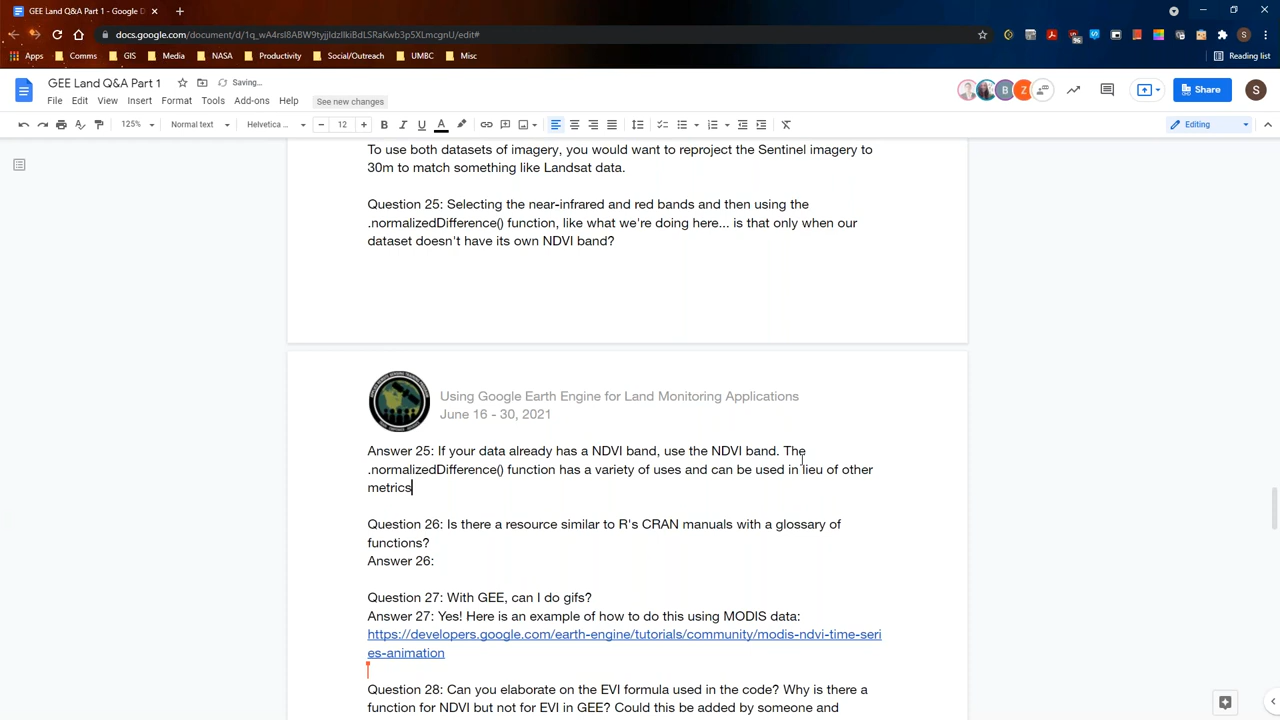 GEE Land Q&A Part 1 - Google D
docs.google.com/document/d/1q_wA4rsI8ABW9tyjjIdzIlkiBdLSRaKwb3p5XLmcgnU/edit#
Apps Comms GIS Media NASA Productivity Social/Outreach UMBC Misc Reading list
GEE Land Q&A Part 1 Saving...
File Edit View Insert Format Tools Add-ons Help See new changes
B Z Share S
125% Normal text Helvetica ... 12 B I U A Editing
To use both datasets of imagery, you would want to reproject the Sentinel imagery to
30m to match something like Landsat data.
Question 25: Selecting the near-infrared and red bands and then using the
.normalizedDifference() function, like what we're doing here... is that only when our
dataset doesn't have its own NDVI band?
Using Google Earth Engine for Land Monitoring Applications
June 16 - 30, 2021
Answer 25: If your data already has a NDVI band, use the NDVI band. The
.normalizedDifference() function has a variety of uses and can be used in lieu of other
metrics
Question 26: Is there a resource similar to R's CRAN manuals with a glossary of
functions?
Answer 26:
Question 27: With GEE, can I do gifs?
Answer 27: Yes! Here is an example of how to do this using MODIS data:
https://developers.google.com/earth-engine/tutorials/community/modis-ndvi-time-seri
es-animation
Question 28: Can you elaborate on the EVI formula used in the code? Why is there a
function for NDVI but not for EVI in GEE? Could this be added by someone and